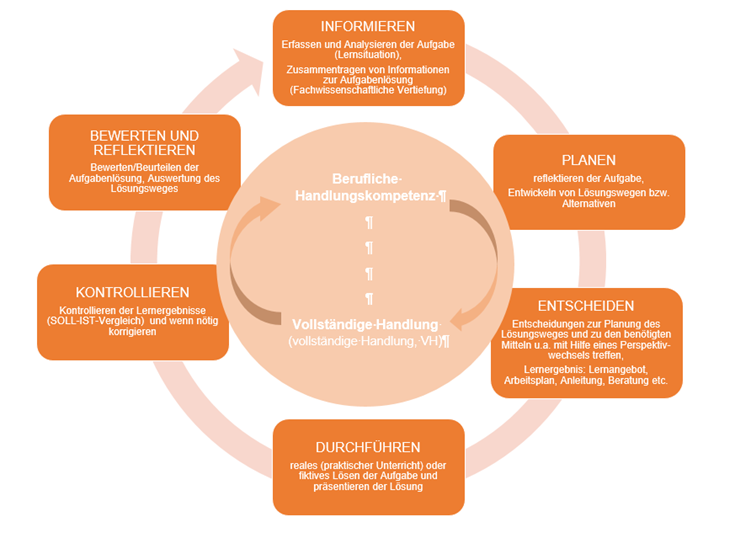 INFORMIEREN
Erfassen und Analysieren der Aufgabe
(Lernsituation),
Zusammentragen von Informationen
zur Aufgabenlösung
(Fachwissenschaftliche Vertiefung)
PLANEN
reflektieren der Aufgabe,
Entwickeln von Lösungswegen bzw.
Alternativen
ENTSCHEIDEN
Entscheidungen zur Planung des
Lösungsweges und zu den benötigten
Mitteln u.a. mit Hilfe eines Perspektiv-
wechsels treffen,
Lernergebnis: Lernangebot,
Arbeitsplan, Anleitung, Beratung etc.
DURCHFÜHREN
reales (praktischer Unterricht) oder
fiktives Lösen der Aufgabe und
präsentieren der Lösung
KONTROLLIEREN
Kontrollieren der Lernergebnisse
(SOLL-IST-Vergleich) und wenn nötig
korrigieren
BEWERTEN UND
REFLEKTIEREN
Bewerten/Beurteilen der
Aufgabenlösung, Auswertung des
Lösungsweges
Berufliche·
Handlungskompetenz·¶
¶
¶
¶
¶
Vollständige·Handlung·
(vollständige·Handlung,·VH)¶